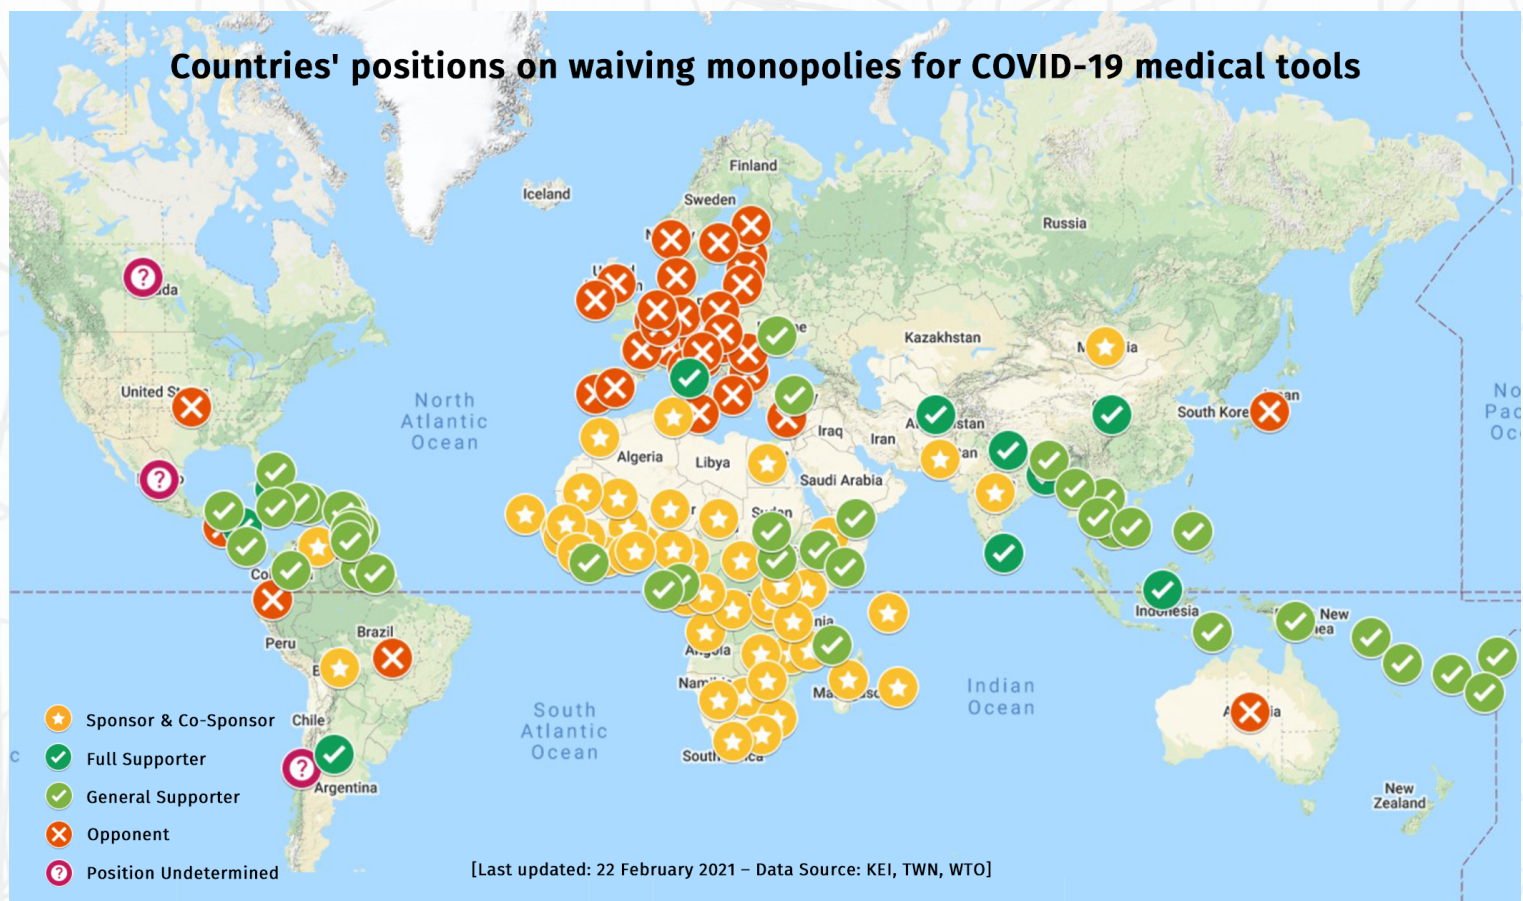 Countries' positions on waiving monopolies for COVID-19 medical tools
Finland
Iceland
Sweden
Russia
Kazakhstan
United
North
Atlantic
Ocean
South
Iraq
Iran
Algeria
Libya
Saudi Arabia
Sudan
Indonesia
New
Brazil
Peru
Angola
Indian
Ocean
South
Atlantic
Ocean
Chile
Argentina
New
Zealand
Sponsor & Co-Sponsor
Full Supporter
General Supporter
Opponent
Position Undetermined
[Last updated: 22 February 2021 – Data Source: KEI, TWN, WTO]